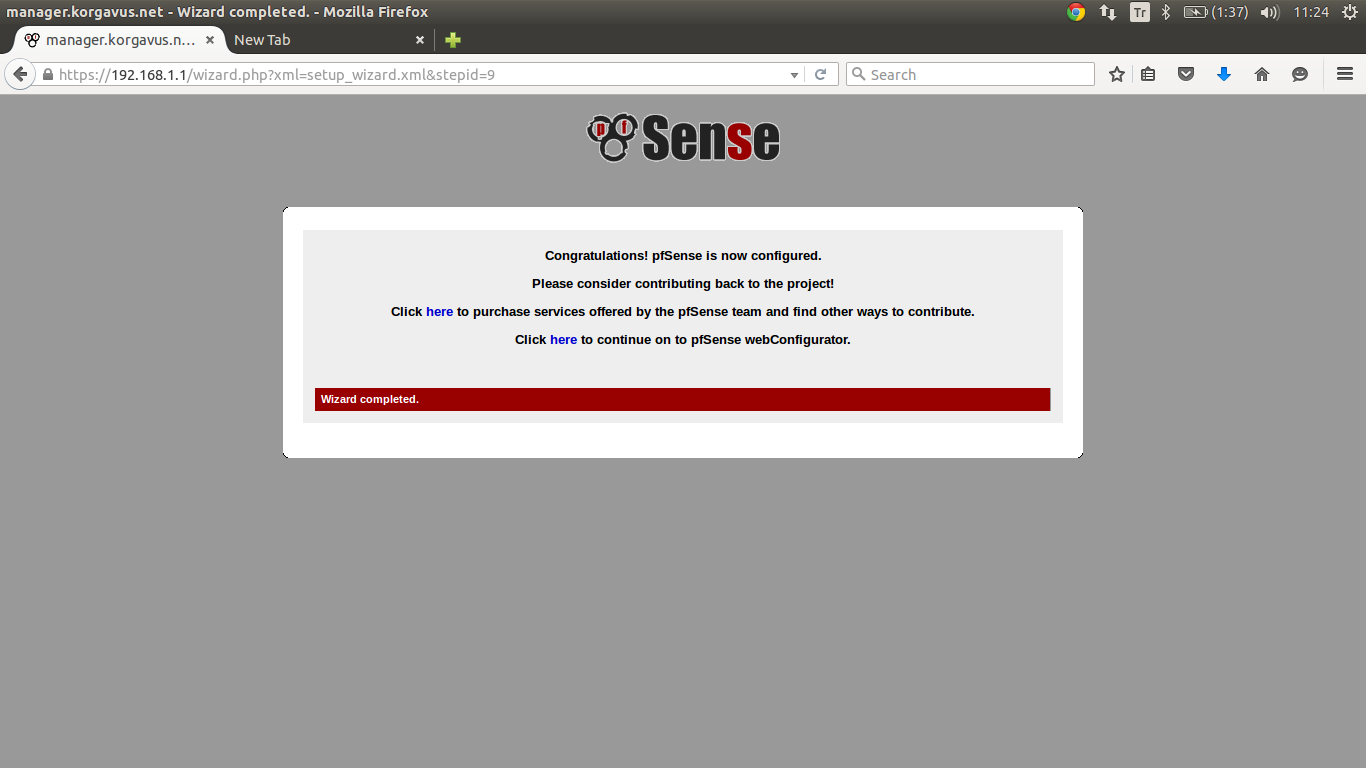 manager.korgavus.net - Wizard completed. - Mozilla Firefox
Tr
(1:37)
11:24
manager.korgavus.n...
New Tab
https://192.168.1.1/wizard.php?xml=setup_wizard.xml&stepid=9
Search
pf Sense
Congratulations! pfSense is now configured.
Please consider contributing back to the project!
Click here to purchase services offered by the pfSense team and find other ways to contribute.
Click here to continue on to pfSense webConfigurator.
Wizard completed.